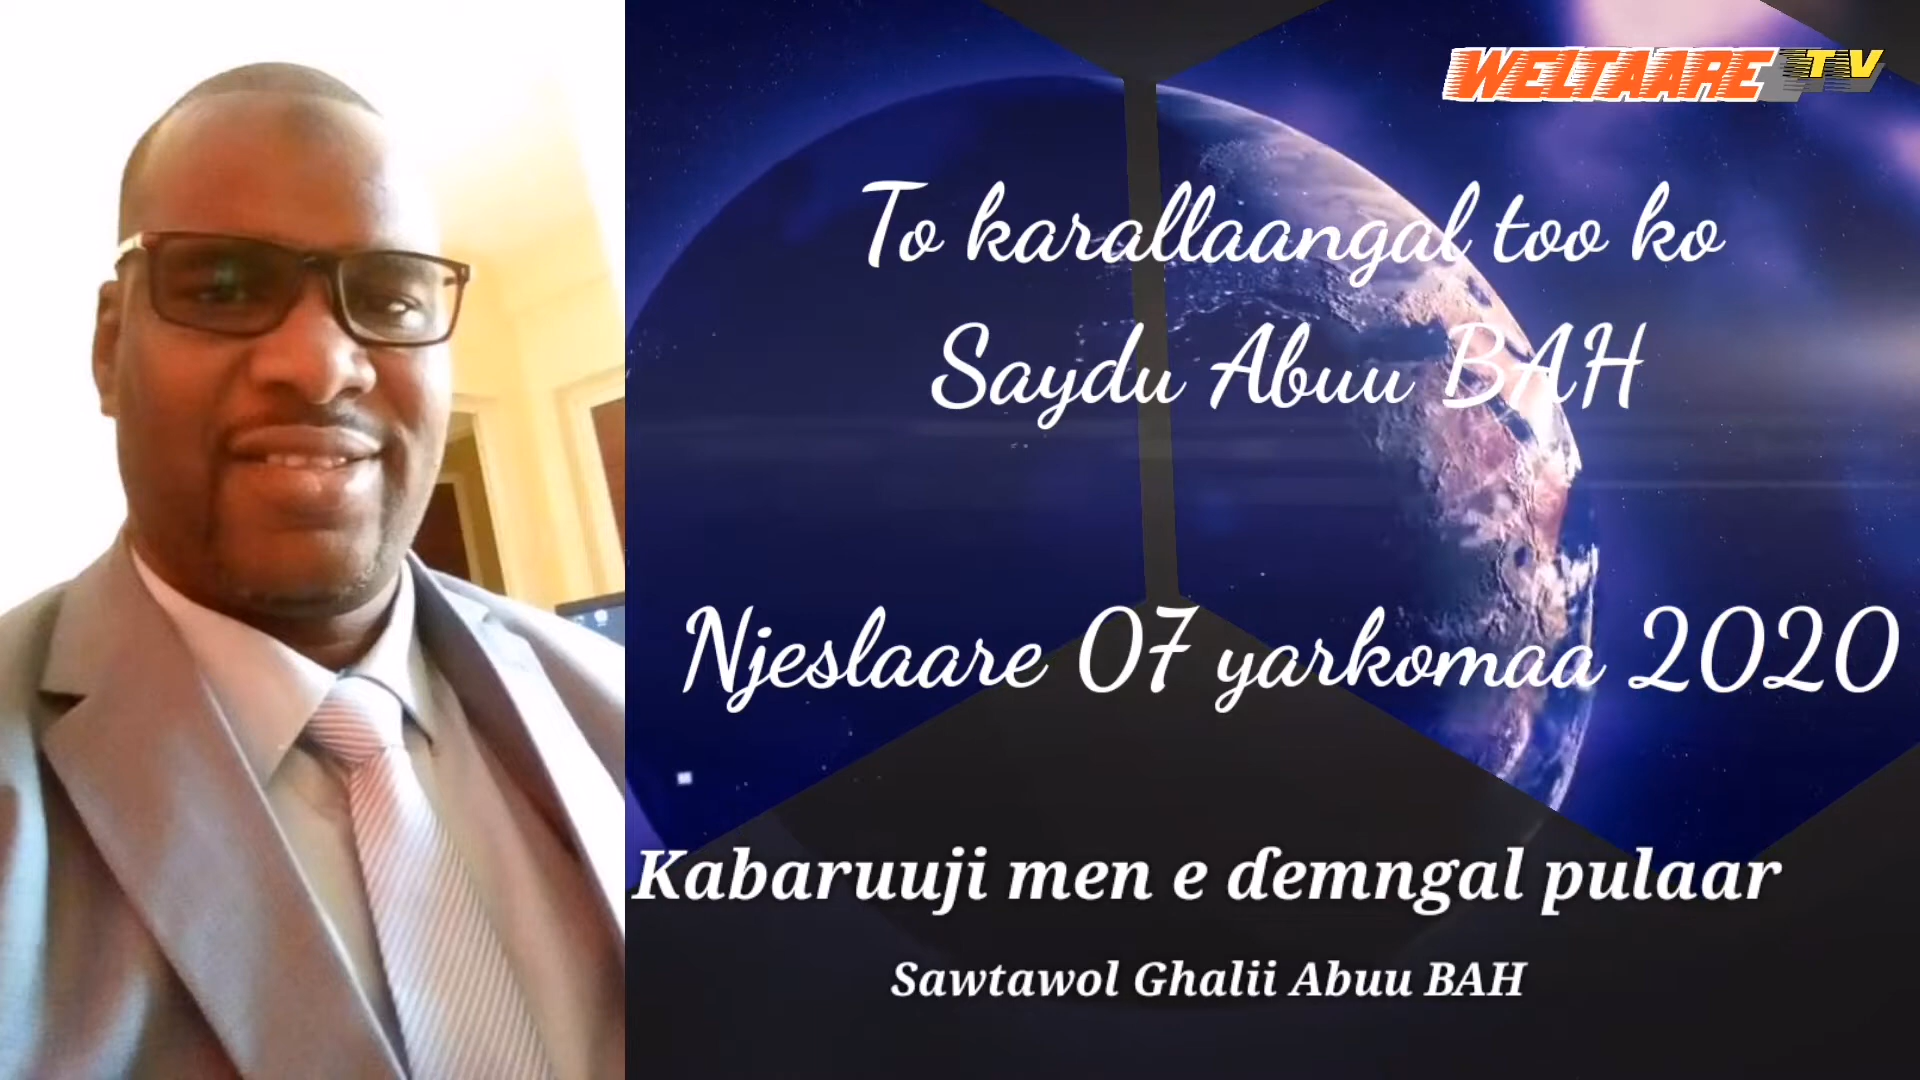 WELTAARE TV
To karallaangal too ko
Saydu Abuu BAH
Njeslaare 07 yarkomaa 2020
Kabaruuji men e ɗemngal pulaar
Sawtawol Ghalii Abuu BAH